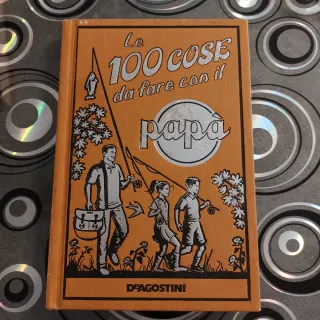 Le
100 COSE
da fare con il
papà
DeAGOSTINI